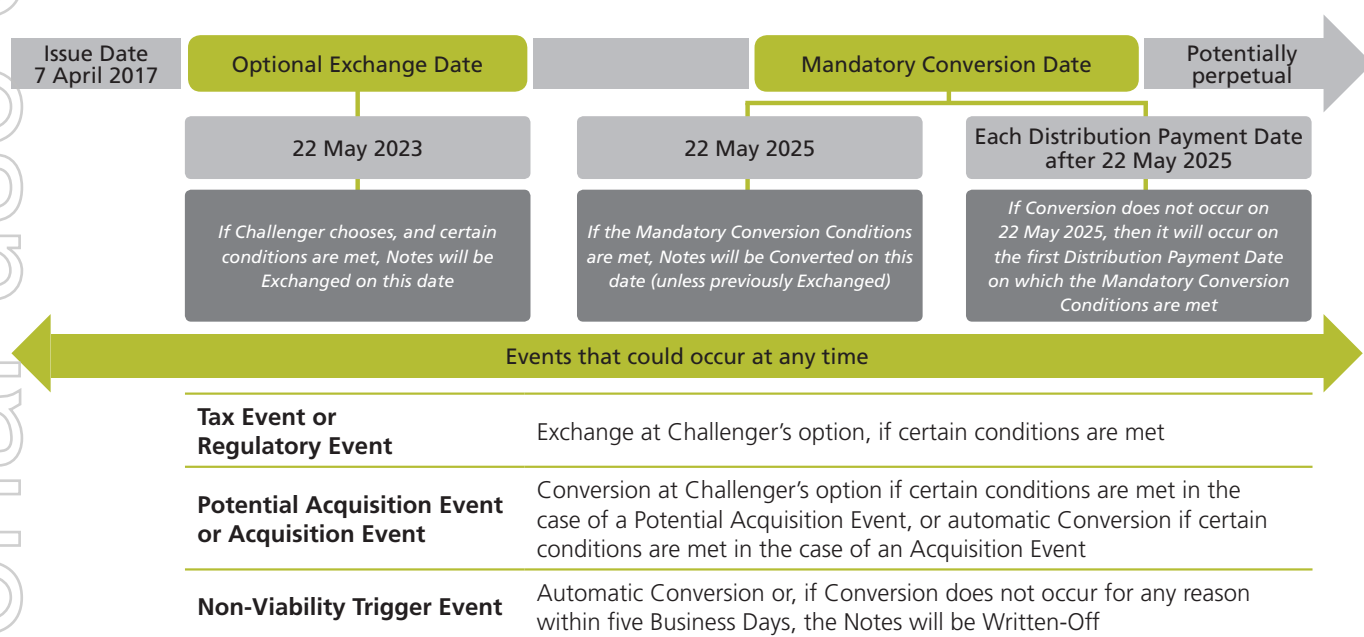 Issue Date
7 April 2017
Optional Exchange Date
Mandatory Conversion Date
Potentially
perpetual
22 May 2023
22 May 2025
Each Distribution Payment Date
after 22 May 2025
If Challenger chooses, and certain
conditions are met, Notes will be
Exchanged on this date
If the Mandatory Conversion Conditions
are met, Notes will be Converted on this
date (unless previously Exchanged)
If Conversion does not occur on
22 May 2025, then it will occur on
the first Distribution Payment Date
on which the Mandatory Conversion
Conditions are met
Events that could occur at any time
Tax Event or
Regulatory Event
Exchange at Challenger's option, if certain conditions are met
Potential Acquisition Event
or Acquisition Event
Conversion at Challenger's option if certain conditions are met in the
case of a Potential Acquisition Event, or automatic Conversion if certain
conditions are met in the case of an Acquisition Event
Non-Viability Trigger Event
Automatic Conversion or, if Conversion does not occur for any reason
within five Business Days, the Notes will be Written-Off